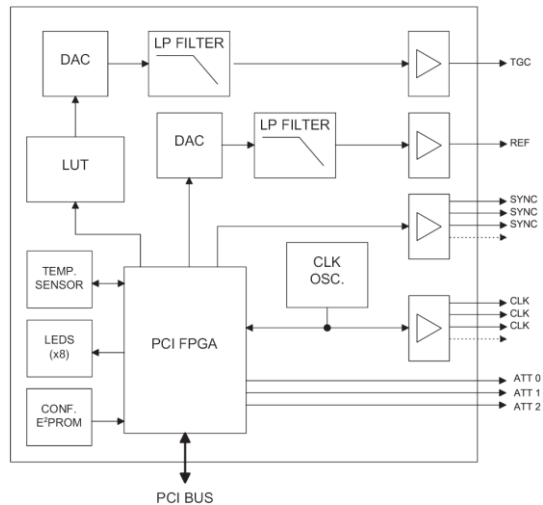 LP FILTER
DAC
TGC
LP FILTER
DAC
REF
LUT
SYNC
SYNC
SYNC
CLK
OSC.
TEMP.
SENSOR
CLK
CLK
CLK
LEDS
(x8)
PCI FPGA
ATT 0
ATT 1
ATT 2
CONF.
E²PROM
PCI BUS